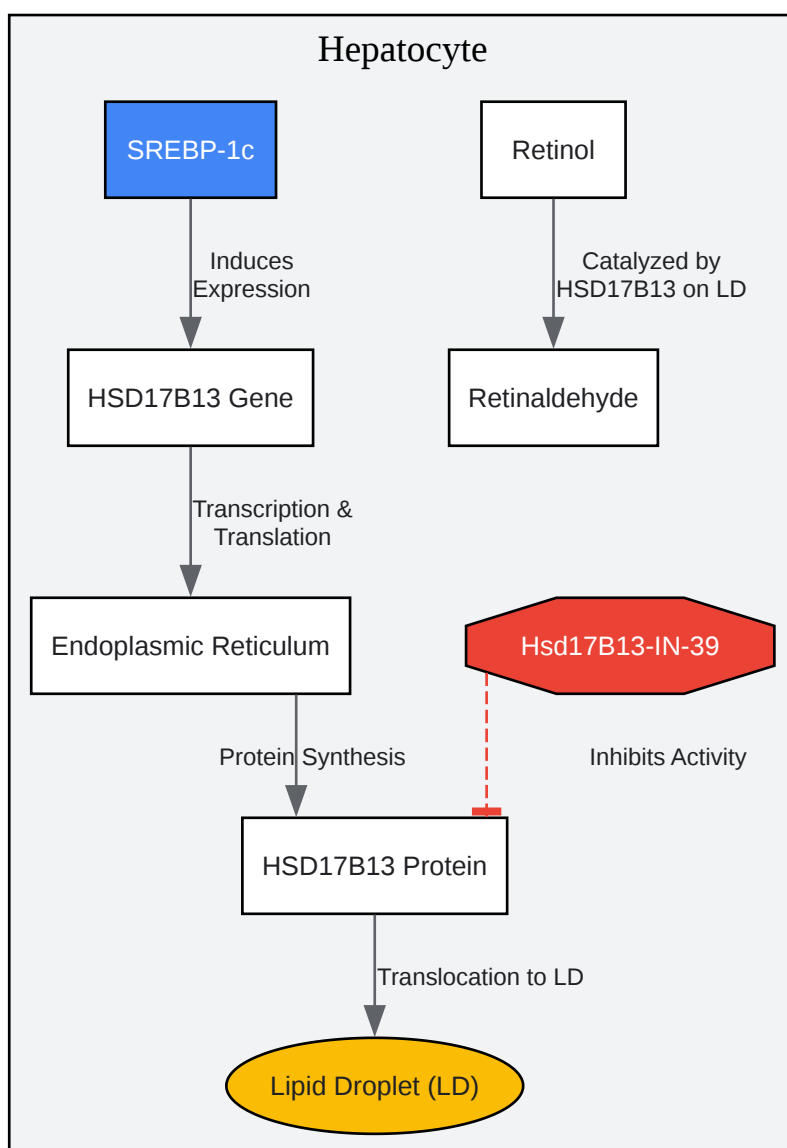 Hepatocyte
SREBP-1c
Retinol
Induces
Expression
Catalyzed by
HSD17B13 on LD
HSD17B13 Gene
Retinaldehyde
Transcription &
Translation
Endoplasmic Reticulum
Hsd17B13-IN-39
Protein Synthesis
Inhibits Activity
HSD17B13 Protein
Translocation to LD
Lipid Droplet (LD)